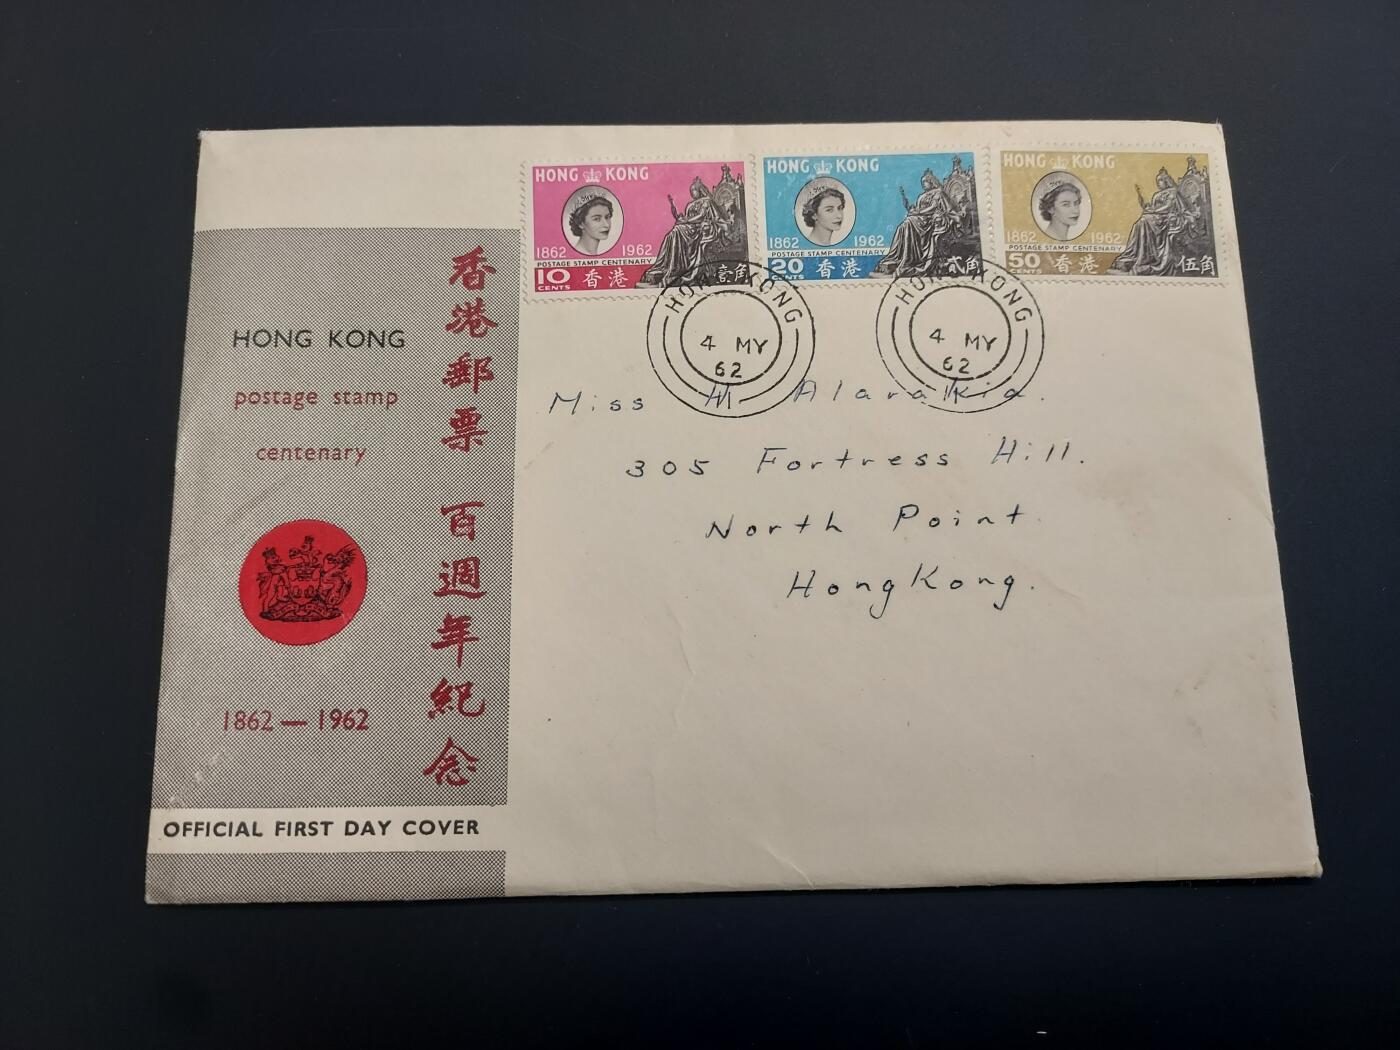 HONG KONG
1862 1962
POSTAGE STAMP CENTENARY
10 香港 壹角
CENTS
HONG KONG
1862 1962
POSTAGE STAMP CENTENARY
20 香港 貳角
CENTS
HONG KONG
1862 1962
POSTAGE STAMP CENTENARY
50 香港 伍角
CENTS
HONG KONG
4 MY
62
HONG KONG
4 MY
62
香港郵票 百週年紀念
HONG KONG
postage stamp
centenary
1862 — 1962
OFFICIAL FIRST DAY COVER
Miss Alarakia.
305 Fortress Hill.
North Point.
Hong Kong.